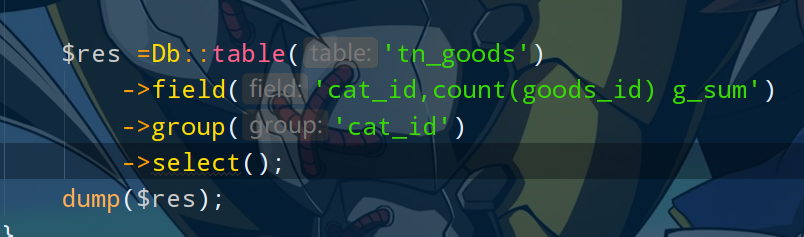 $res =Db::table( table: 'tn_goods')
->field( field: 'cat_id,count(goods_id) g_sum')
->group( group: 'cat_id')
->select();
dump($res);
}